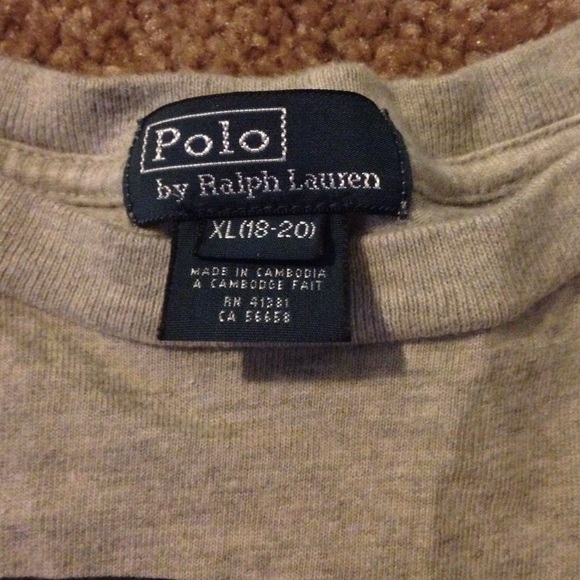 Polo
by Ralph Lauren
XL(18-20)
MADE IN CAMBODIA
A CAMBODGE FAIT
RN 41381
CA 56658